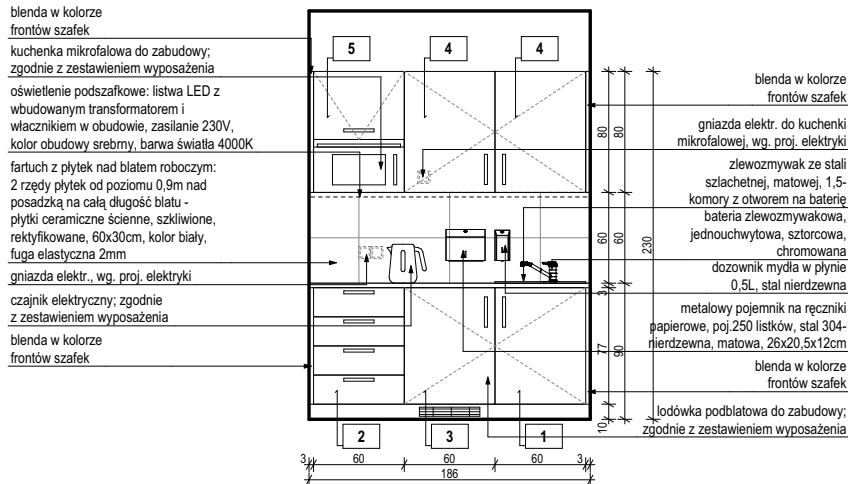 blenda w kolorze
frontów szafek
kuchenka mikrofalowa do zabudowy;
zgodnie z zestawieniem wyposażenia
oświetlenie podszafkowe: listwa LED z
wbudowanym transformatorem i
włacznikiem w obudowie, zasilanie 230V,
kolor obudowy srebrny, barwa światła 4000K
fartuch z płytek nad blatem roboczym:
2 rzędy płytek od poziomu 0,9m nad
posadzką na całą długość blatu -
płytki ceramiczne ścienne, szkliwione,
rektyfikowane, 60x30cm, kolor biały,
fuga elastyczna 2mm
gniazda elektr., wg. proj. elektryki
czajnik elektryczny; zgodnie
z zestawieniem wyposażenia
blenda w kolorze
frontów szafek
5
4
4
2
3
1
3
60
60
60
3
186
80
60
3
77
10
80
60
90
230
blenda w kolorze
frontów szafek
gniazda elektr. do kuchenki
mikrofalowej, wg. proj. elektryki
zlewozmywak ze stali
szlachetnej, matowej, 1,5-
komory z otworem na baterię
bateria zlewozmywakowa,
jednouchwytowa, sztorcowa,
chromowana
dozownik mydła w płynie
0,5L, stal nierdzewna
metalowy pojemnik na ręczniki
papierowe, poj.250 listków, stal 304-
nierdzewna, matowa, 26x20,5x12cm
blenda w kolorze
frontów szafek
lodówka podblatowa do zabudowy;
zgodnie z zestawieniem wyposażenia